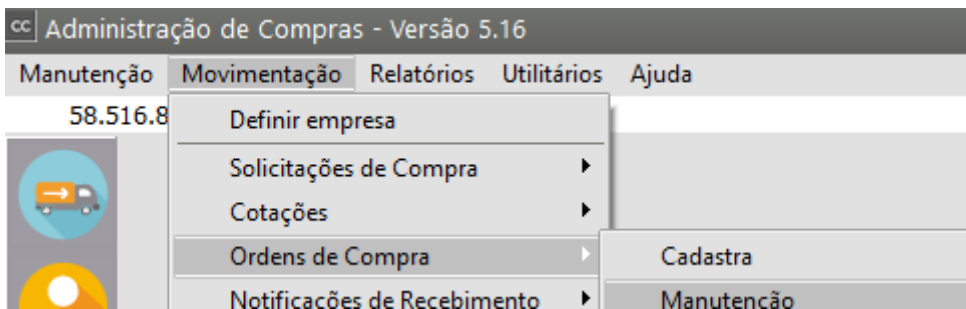 cc Administração de Compras - Versão 5.16
Manutenção Movimentação Relatórios Utilitários Ajuda
58.516.8
Definir empresa
Solicitações de Compra
Cotações
Ordens de Compra Cadastra
Notificações de Recebimento Manutenção